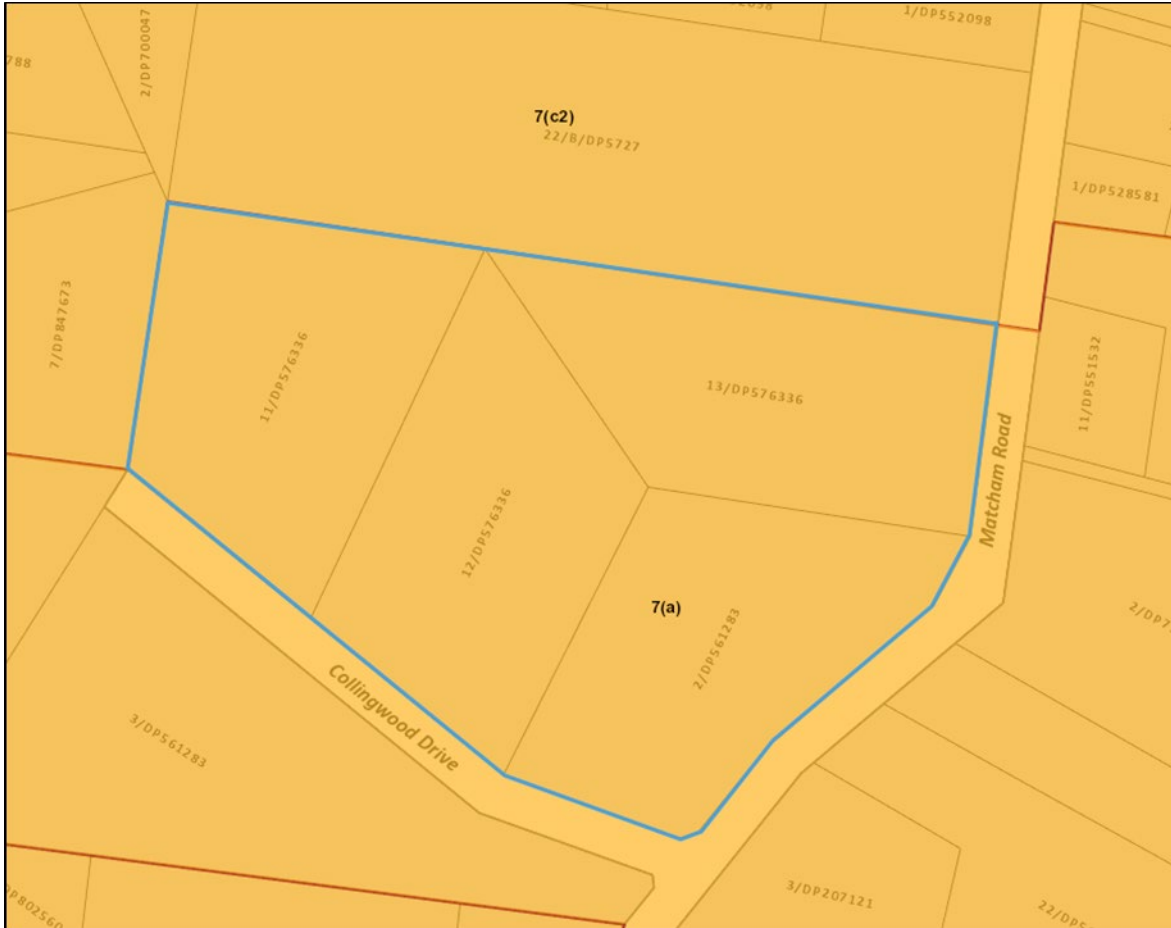 1/DP552098
788
2/DP700047
7(c2)
22/B/DP5727
1/DP528581
7/DP847673
11/DP576336
13/DP576336
11/DP551532
Matcham Road
12/DP576336
7(a)
2/DP561283
Collingwood Drive
3/DP561283
3/DP207121